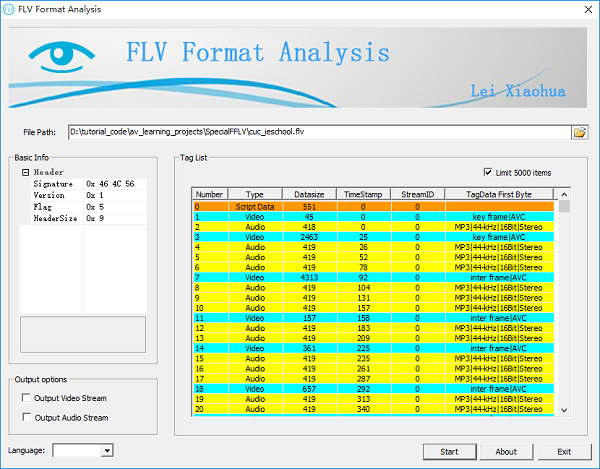 FLV Format Analysis
FLV Format Analysis
Lei Xiaohua
File Path: D:\tutorial_code\av_learning_projects\SpecialFFLV\cuc_ieschool.flv
Basic Info
Header
Signature 0x 46 4C 56
Version 0x 1
Flag 0x 5
HeaderSize 0x 9
Output options
Output Video Stream
Output Audio Stream
Language:
Tag List
Limit 5000 items
Number Type Datasize TimeStamp StreamID TagData First Byte
0 Script Data 551 0 0
1 Video 45 0 0 key frame|AVC
2 Audio 418 0 0 MP3|44-kHz|16Bit|Stereo
3 Video 2463 25 0 key frame|AVC
4 Audio 419 26 0 MP3|44-kHz|16Bit|Stereo
5 Audio 419 52 0 MP3|44-kHz|16Bit|Stereo
6 Audio 419 78 0 MP3|44-kHz|16Bit|Stereo
7 Video 4313 92 0 inter frame|AVC
8 Audio 419 104 0 MP3|44-kHz|16Bit|Stereo
9 Audio 419 131 0 MP3|44-kHz|16Bit|Stereo
10 Audio 419 157 0 MP3|44-kHz|16Bit|Stereo
11 Video 157 158 0 inter frame|AVC
12 Audio 419 183 0 MP3|44-kHz|16Bit|Stereo
13 Audio 419 209 0 MP3|44-kHz|16Bit|Stereo
14 Video 361 225 0 inter frame|AVC
15 Audio 419 235 0 MP3|44-kHz|16Bit|Stereo
16 Audio 419 261 0 MP3|44-kHz|16Bit|Stereo
17 Audio 419 287 0 MP3|44-kHz|16Bit|Stereo
18 Video 657 292 0 inter frame|AVC
19 Audio 419 313 0 MP3|44-kHz|16Bit|Stereo
20 Audio 419 340 0 MP3|44-kHz|16Bit|Stereo
Start About Exit